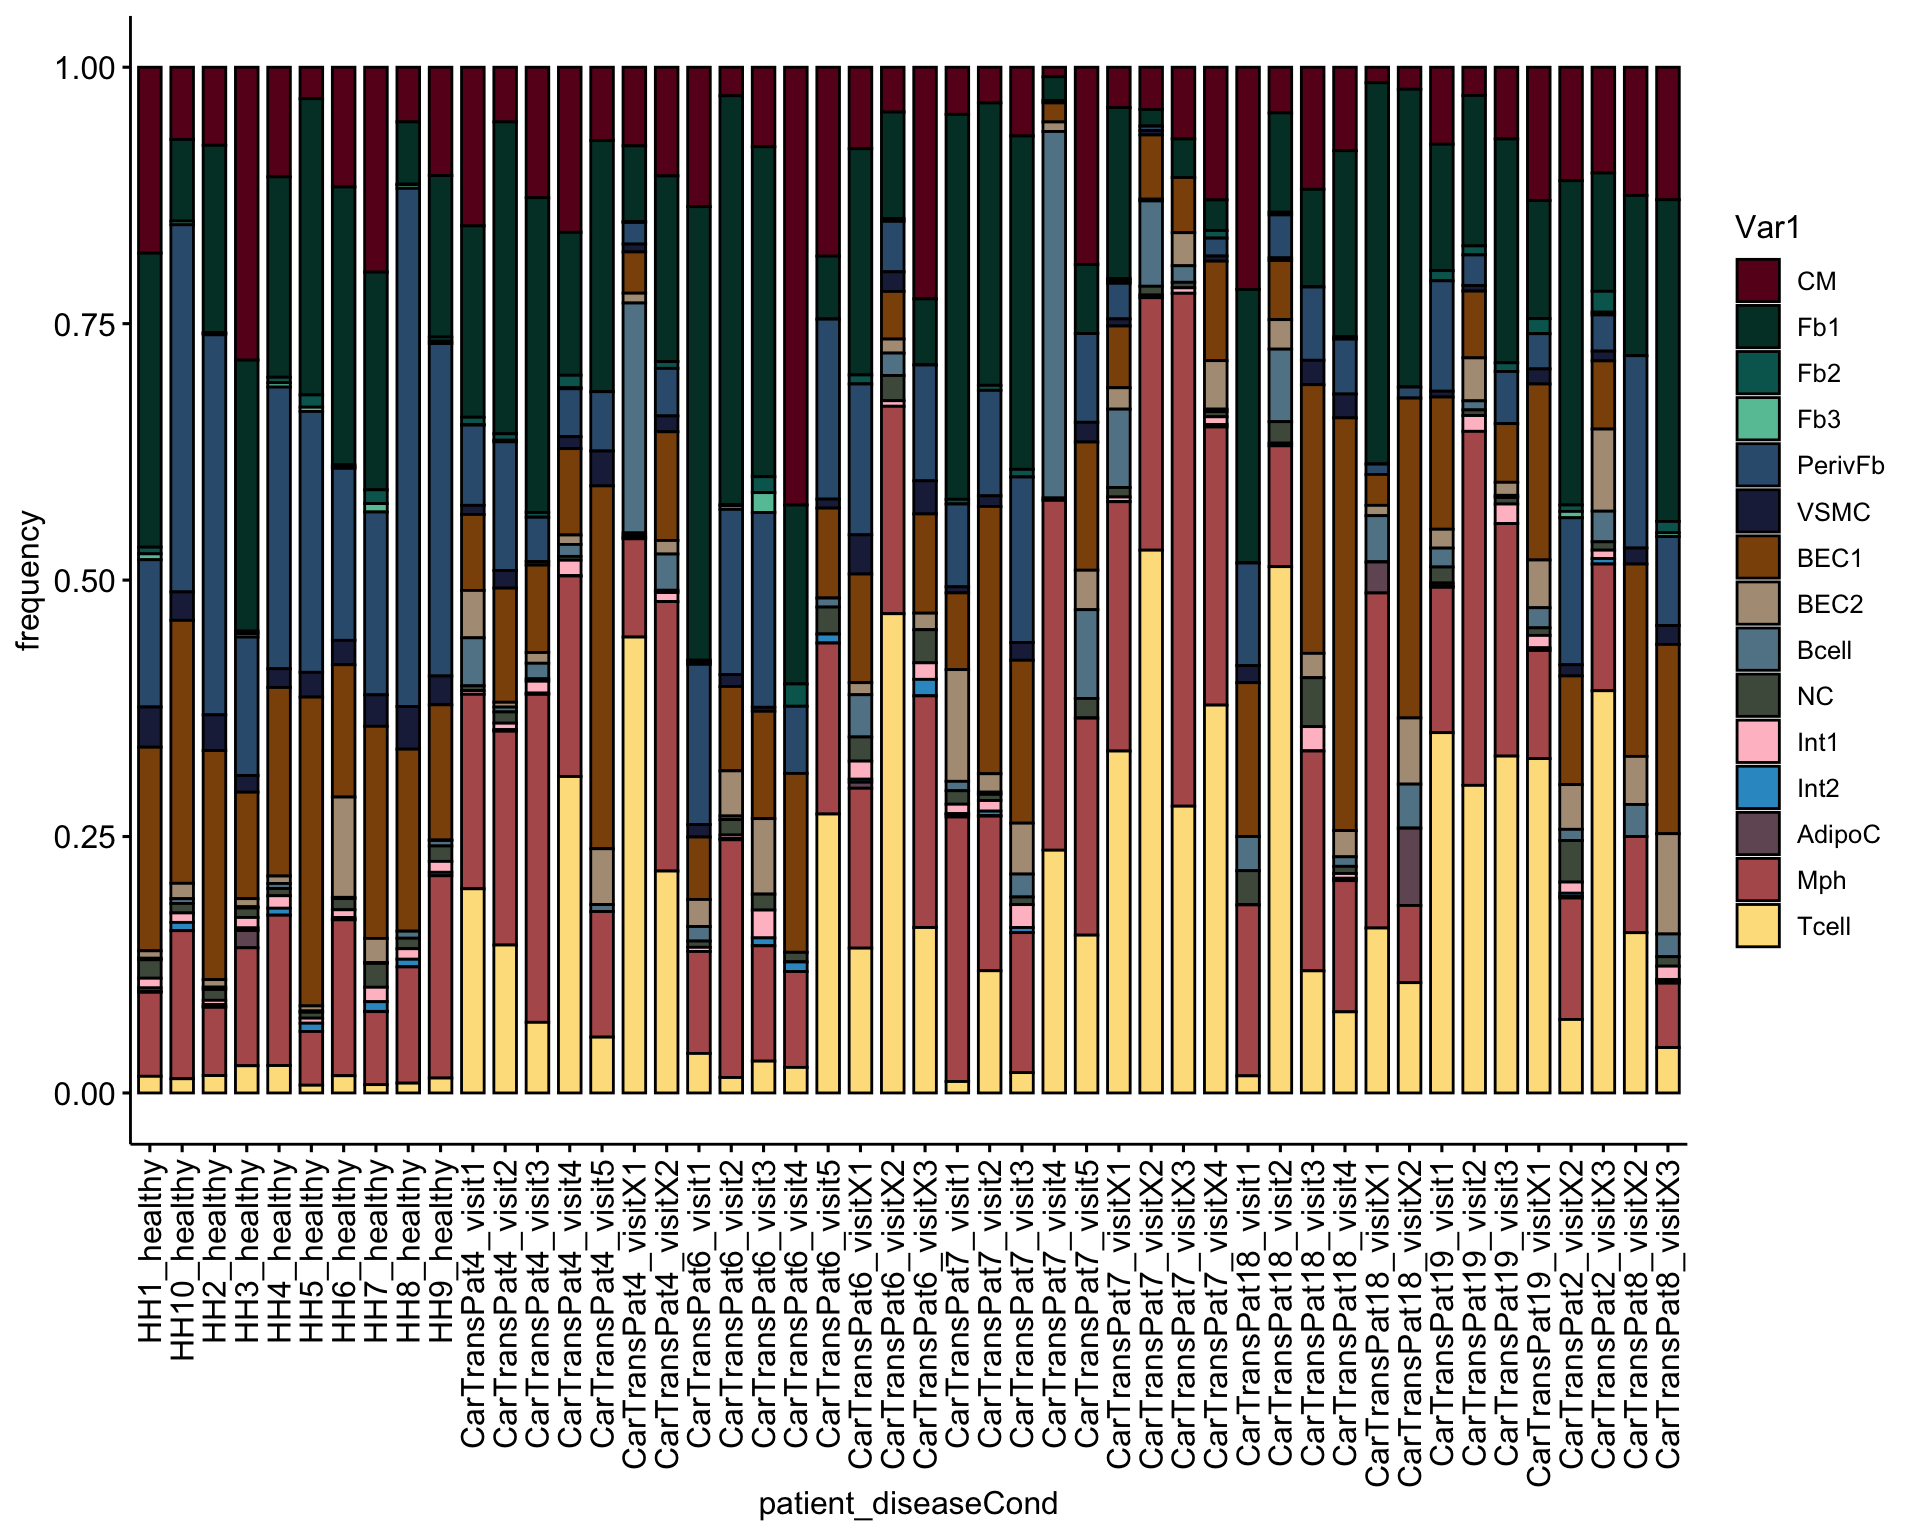 1.00
0.75
0.50
0.25
0.00
frequency
HH1_healthy
HH10_healthy
HH2_healthy
HH3_healthy
HH4_healthy
HH5_healthy
HH6_healthy
HH7_healthy
HH8_healthy
HH9_healthy
CarTransPat4_visit1
CarTransPat4_visit2
CarTransPat4_visit3
CarTransPat4_visit4
CarTransPat4_visit5
CarTransPat4_visitX1
CarTransPat4_visitX2
CarTransPat6_visit1
CarTransPat6_visit2
CarTransPat6_visit3
CarTransPat6_visit4
CarTransPat6_visit5
CarTransPat6_visitX1
CarTransPat6_visitX2
CarTransPat6_visitX3
CarTransPat7_visit1
CarTransPat7_visit2
CarTransPat7_visit3
CarTransPat7_visit4
CarTransPat7_visit5
CarTransPat7_visitX1
CarTransPat7_visitX2
CarTransPat7_visitX3
CarTransPat7_visitX4
CarTransPat18_visit1
CarTransPat18_visit2
CarTransPat18_visit3
CarTransPat18_visit4
CarTransPat18_visitX1
CarTransPat18_visitX2
CarTransPat19_visit1
CarTransPat19_visit2
CarTransPat19_visit3
CarTransPat19_visitX1
CarTransPat2_visitX2
CarTransPat2_visitX3
CarTransPat8_visitX2
CarTransPat8_visitX3
patient_diseaseCond
Var1
CM
Fb1
Fb2
Fb3
PerivFb
VSMC
BEC1
BEC2
Bcell
NC
Int1
Int2
AdipoC
Mph
Tcell